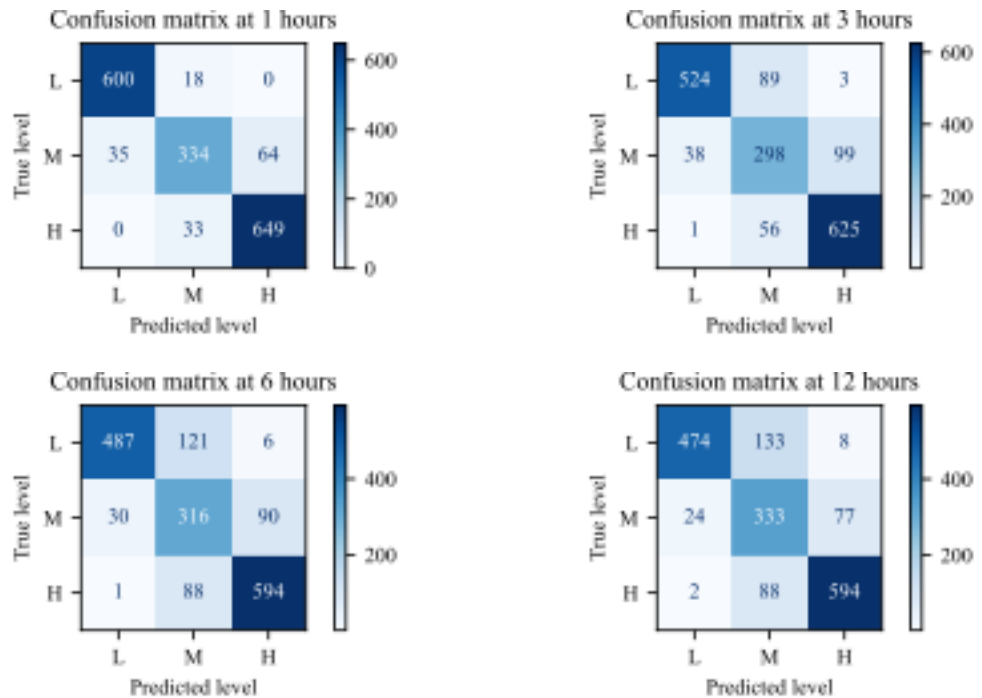 Confusion matrix at 1 hours
True level
L 600 18 0
M 35 334 64
H 0 33 649
L M H
Predicted level
600
400
200
0
Confusion matrix at 3 hours
True level
L 524 89 3
M 38 298 99
H 1 56 625
L M H
Predicted level
600
400
200
Confusion matrix at 6 hours
True level
L 487 121 6
M 30 316 90
H 1 88 594
L M H
Predicted level
400
200
Confusion matrix at 12 hours
True level
L 474 133 8
M 24 333 77
H 2 88 594
L M H
Predicted level
400
200